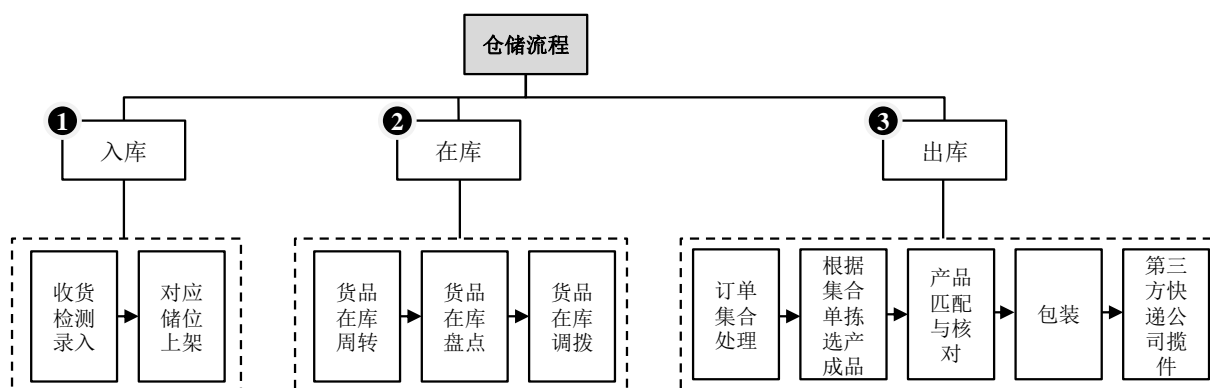 仓储流程
1
入库
2
在库
3
出库
收货
检测
录入
对应
储位
上架
货品
在库
周转
货品
在库
盘点
货品
在库
调拨
订单
集合
处理
根据
集合
单拣
选产
成品
产品
匹配
与核
对
包装
第三
方快
递公
司揽
件